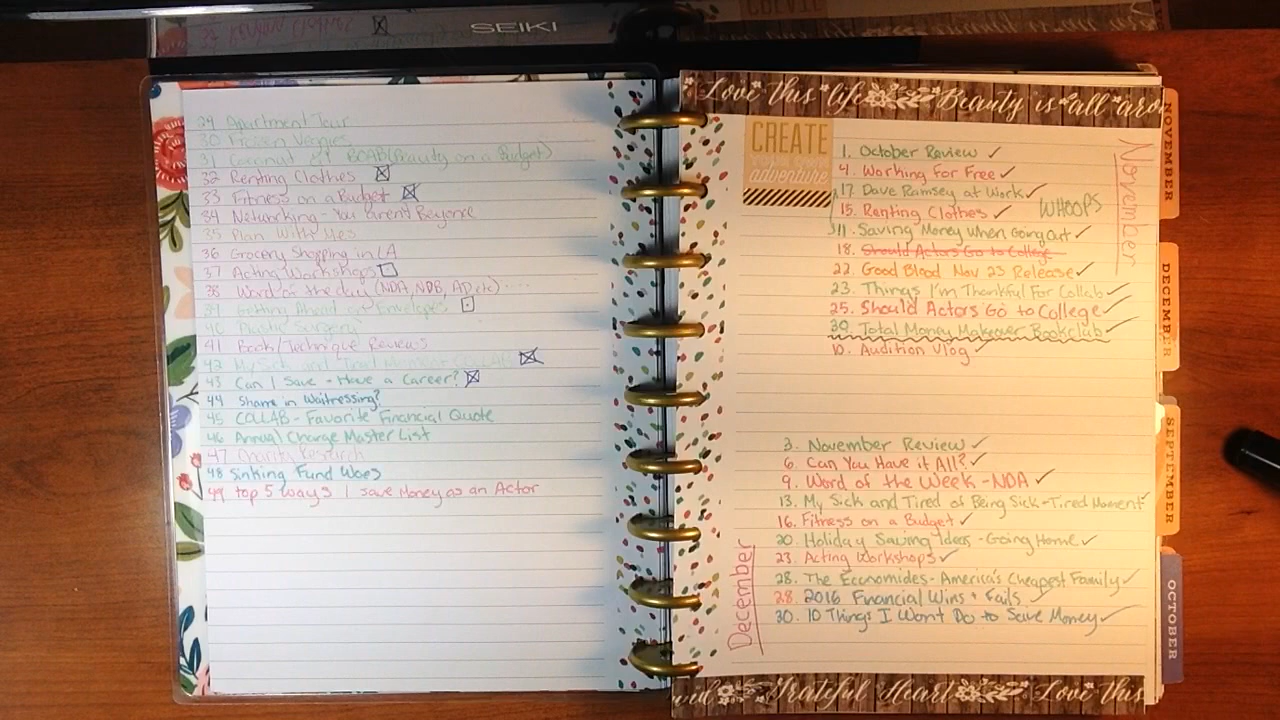 SEIKI
29 Apartment Tour
30 Frozen Veggies
31 Coconut BOAB (Beauty on a Budget)
32 Renting Clothes
33 Fitness on a Budget
34 Networking - You aren't Beyonce
35 Plan With Mes
36 Grocery Shopping in LA
37 Acting Workshops
38 Word of the day (NDA, NDB, AD etc) ....
39 Getting Ahead on Envelopes
40 Plastic Surgery
41 Book/Technique Reviews
42 My Sick and Tired
43 Can I Save - Have a Career?
44 Shame in Waitressing?
45 COLLAB - Favorite Financial Quote
46 Annual Charge Master List
47 Charity Research
48 Sinking Fund Woes
49 top 5 ways I save Money as an Actor
Love this life Beauty is all aro
CREATE
adventure
November
1. October Review ✓
4. Working for Free ✓
17. Dave Ramsey at Work ✓
15. Renting Clothes ✓ WHOOPS
11. Saving Money When Going Out ✓
18. Should Actors Go to College
22. Good Blood Nov 23 Release ✓
23. Things I'm Thankful For Collab ✓
25. Should Actors Go to College ✓
30. Total Money Makeover Bookclub ✓
10. Audition Vlog ✓
December
3. November Review ✓
6. Can You Have it All? ✓
9. Word of the Week - NDA ✓
13. My Sick and Tired of Being Sick - Tired Moment ✓
16. Fitness on a Budget ✓
20. Holiday Saving Ideas - Going Home ✓
23. Acting Workshops ✓
28. The Economides - America's Cheapest Family ✓
28. 2016 Financial Wins + Fails ✓
30. 10 Things I Won't Do to Save Money ✓
Grateful Heart Love this
NOVEMBER
DECEMBER
SEPTEMBER
OCTOBER